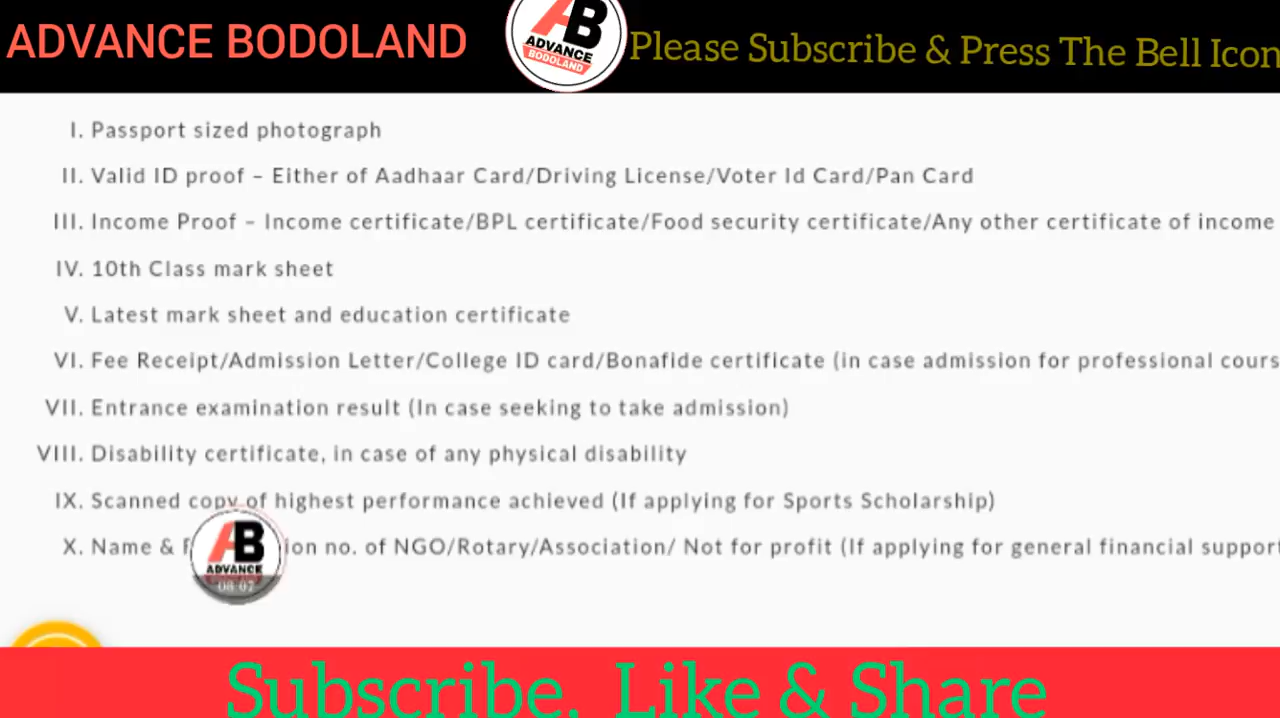 ADVANCE BODOLAND
AB
ADVANCE
BODOLAND
Please Subscribe & Press The Bell Icon
I. Passport sized photograph
II. Valid ID proof – Either of Aadhaar Card/Driving License/Voter Id Card/Pan Card
III. Income Proof – Income certificate/BPL certificate/Food security certificate/Any other certificate of income
IV. 10th Class mark sheet
V. Latest mark sheet and education certificate
VI. Fee Receipt/Admission Letter/College ID card/Bonafide certificate (in case admission for professional cours
VII. Entrance examination result (In case seeking to take admission)
VIII. Disability certificate, in case of any physical disability
IX. Scanned copy of highest performance achieved (If applying for Sports Scholarship)
X. Name & ion no. of NGO/Rotary/Association/ Not for profit (If applying for general financial support
AB
ADVANCE
08:07
Subscribe, Like & Share